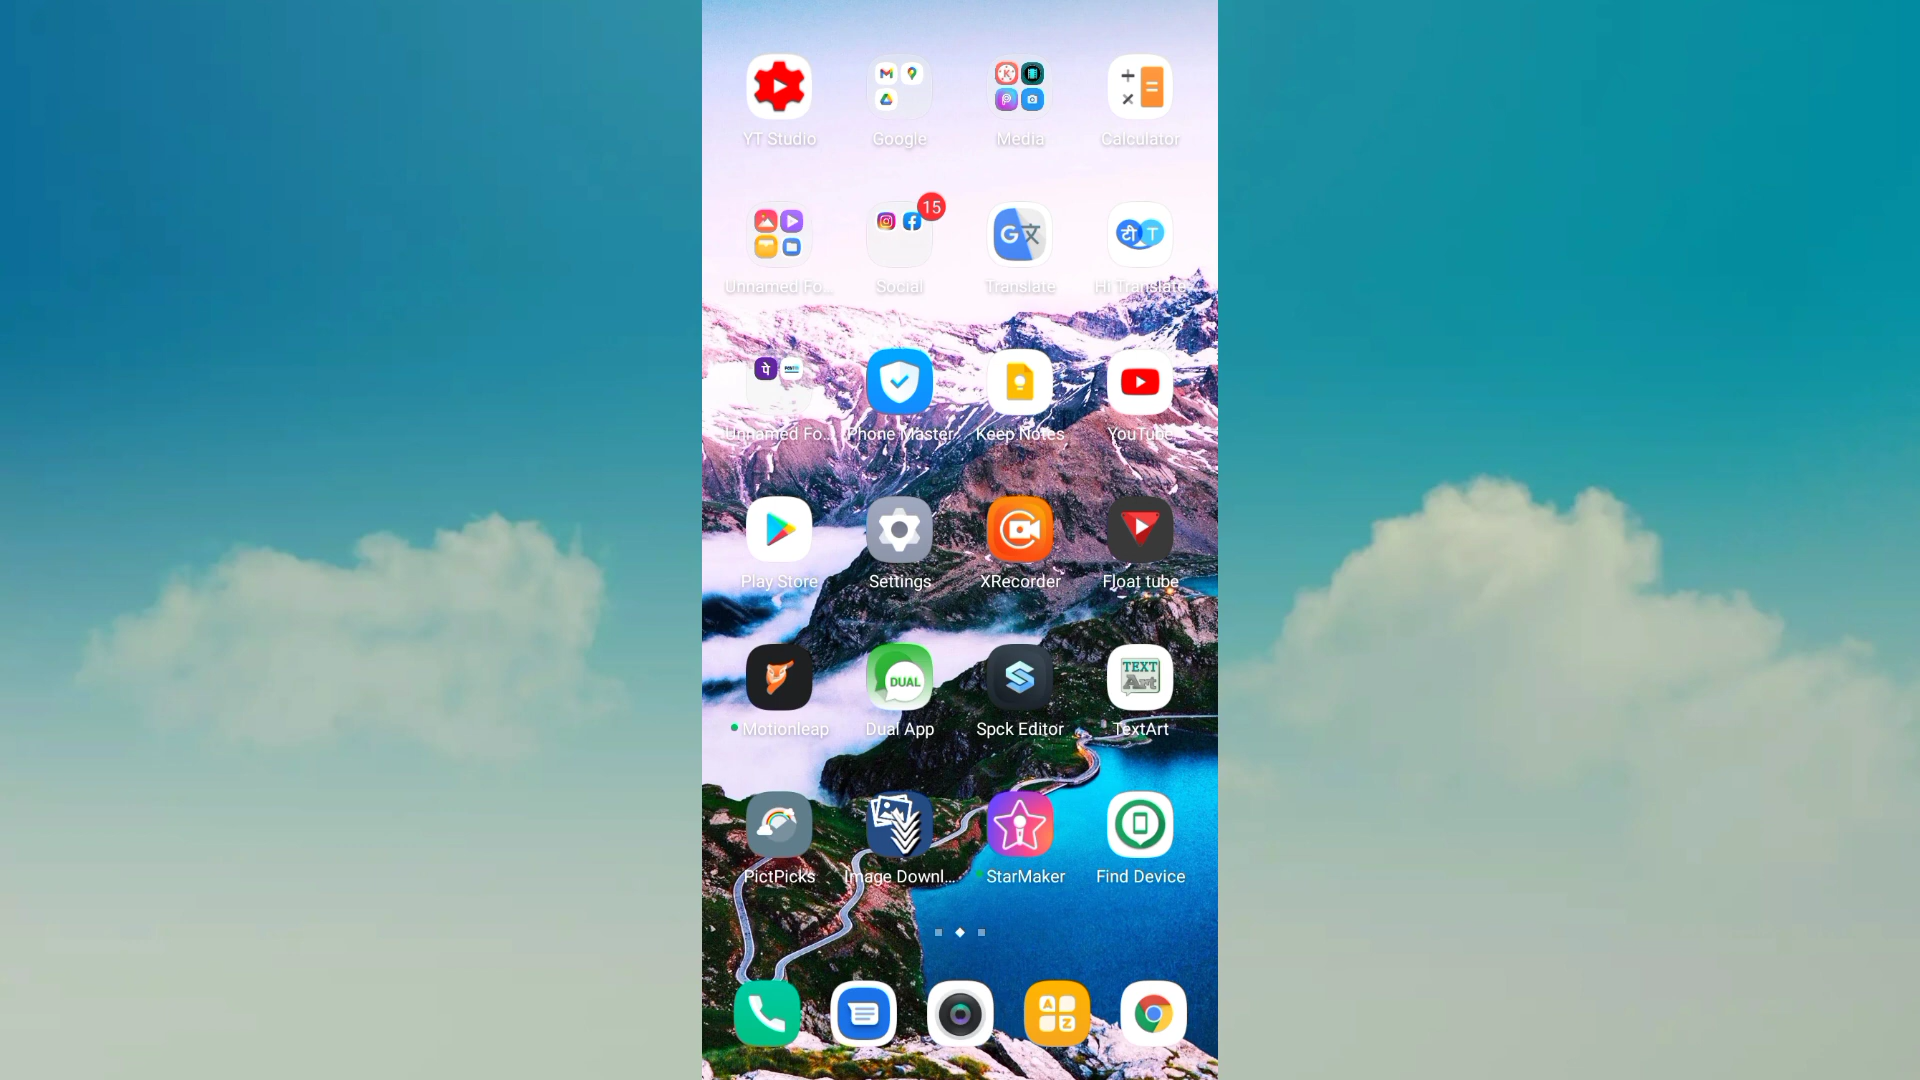 YT Studio
Google
Media
Calculator
15
Unnamed Fo...
Social
Translate
Hi Translate
Unnamed Fo...
Phone Master
Keep Notes
YouTube
Play Store
Settings
XRecorder
Float tube
TEXT
Art
DUAL
Motionleap
Dual App
Spck Editor
TextArt
PictPicks
Image Downl...
StarMaker
Find Device